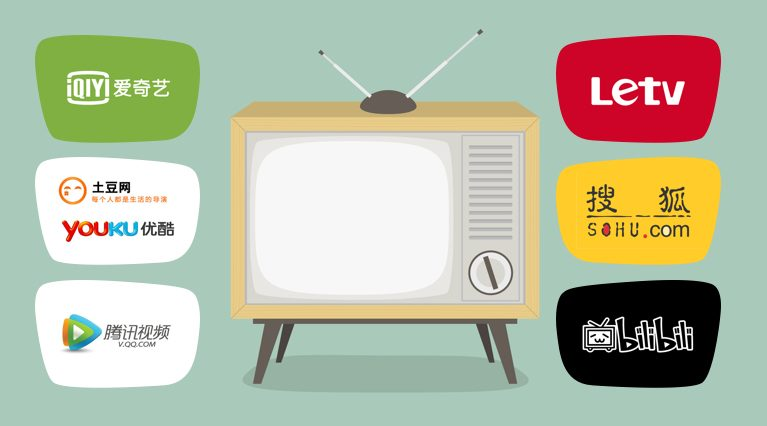 iQIYI 爱奇艺
土豆网
每个人都是生活的导演
YOUKU 优酷
腾讯视频
V.QQ.COM
Letv
搜狐
SOHU.com
bilibili